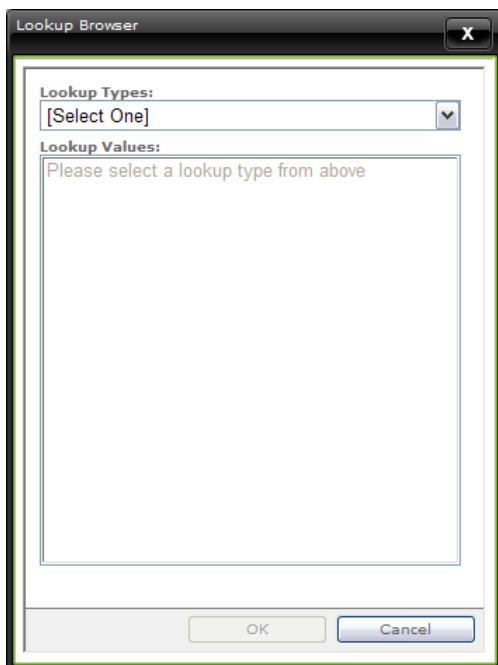 Lookup Browser
X
Lookup Types:
[Select One]
Lookup Values:
Please select a lookup type from above
OK
Cancel